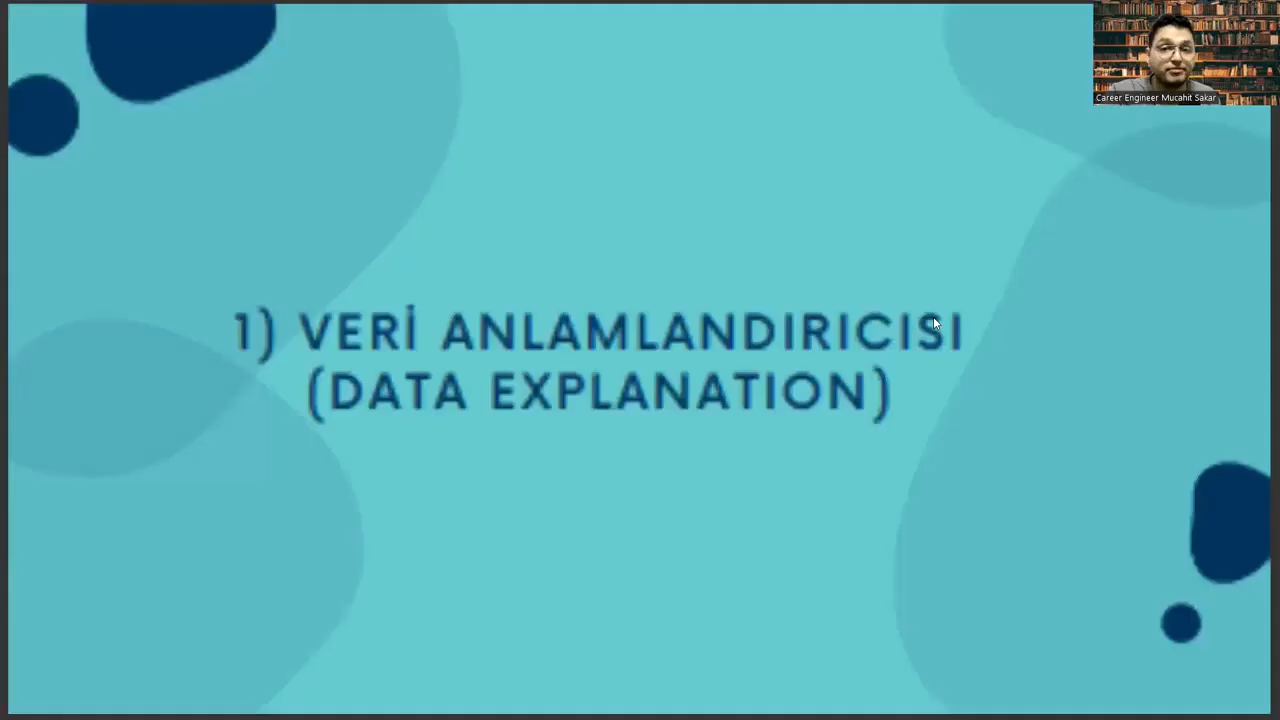 Career Engineer Mucahit Sakar
1) VERİ ANLAMLANDIRICISI
(DATA EXPLANATION)